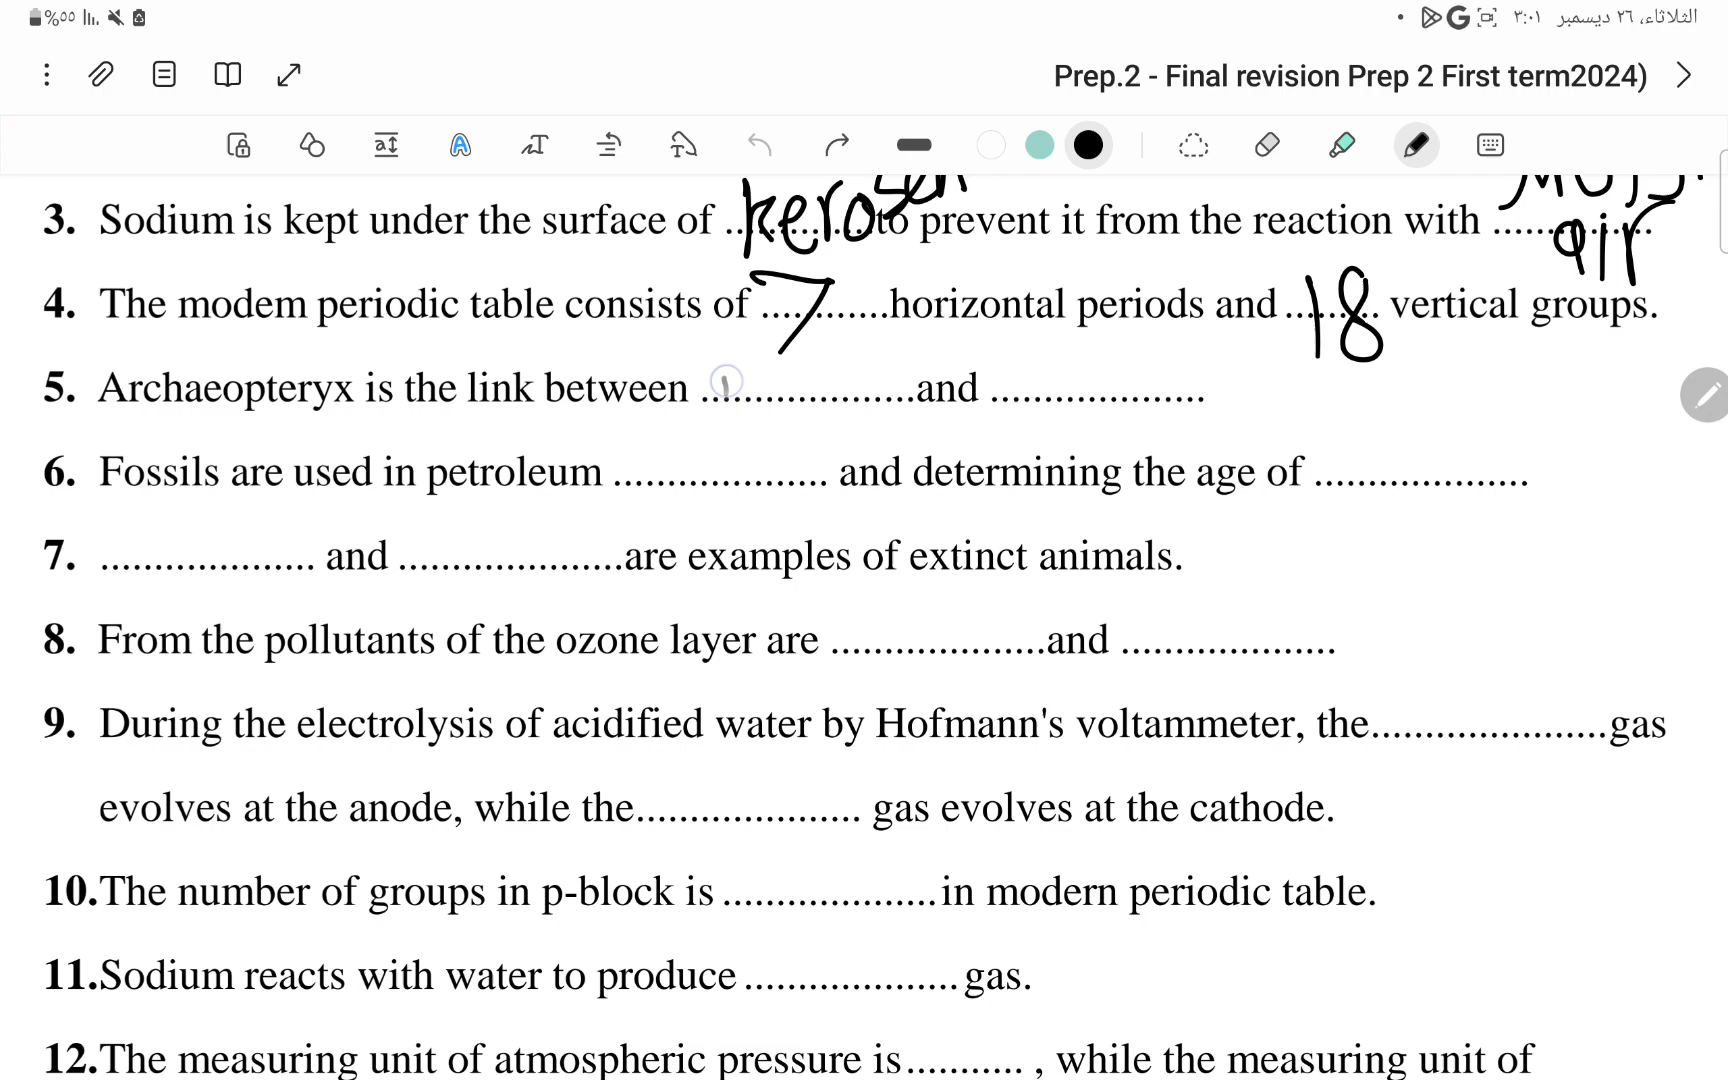 %٥٥ الثلاثاء، ٢٦ ديسمبر ٣:٠١
Prep.2 - Final revision Prep 2 First term2024)
3. Sodium is kept under the surface of ..kerosen..to prevent it from the reaction with ...Moist air...
4. The modem periodic table consists of ....7....horizontal periods and ..18.. vertical groups.
5. Archaeopteryx is the link between ....................and ....................
6. Fossils are used in petroleum .................... and determining the age of ....................
7. .................... and .....................are examples of extinct animals.
8. From the pollutants of the ozone layer are ....................and ....................
9. During the electrolysis of acidified water by Hofmann's voltammeter, the......................gas
evolves at the anode, while the..................... gas evolves at the cathode.
10.The number of groups in p-block is ....................in modern periodic table.
11.Sodium reacts with water to produce ....................gas.
12.The measuring unit of atmospheric pressure is........... , while the measuring unit of